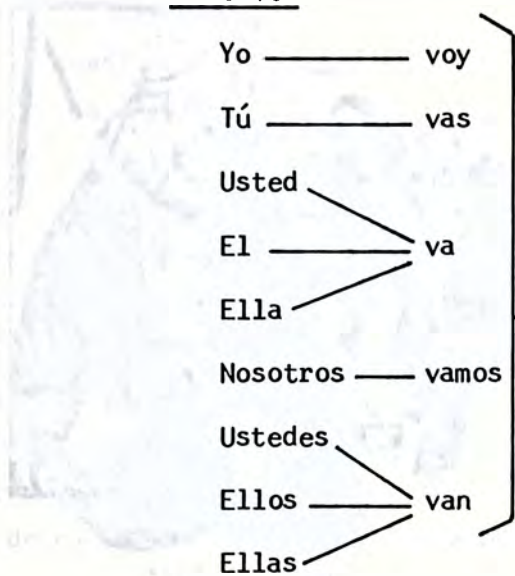 Yo voy
Tú vas
Usted
El va
Ella
Nosotros vamos
Ustedes
Ellos van
Ellas